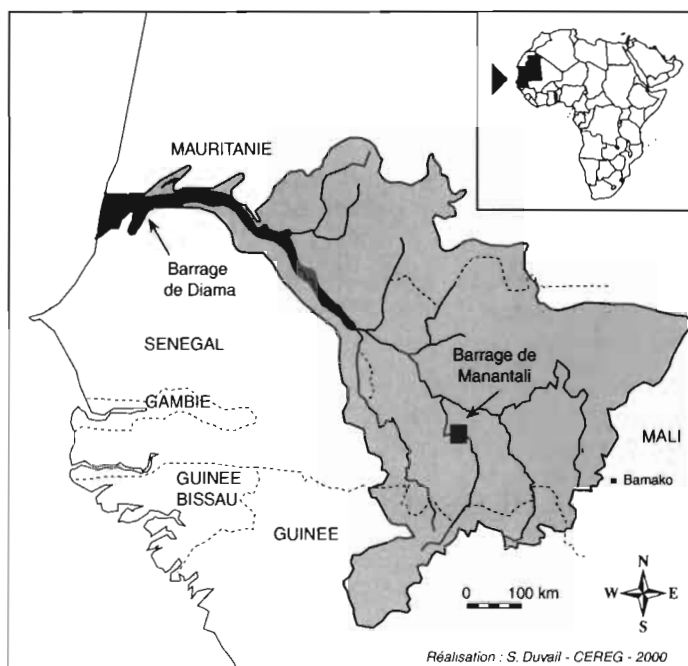 MAURITANIE
Barrage
de Diama
SENEGAL
Barrage de
Manantali
GAMBIE
MALI
GUINEE
BISSAU
Bamako
GUINEE
0 100 km
N
W E
S
Réalisation : S. Duvail - CEREG - 2000